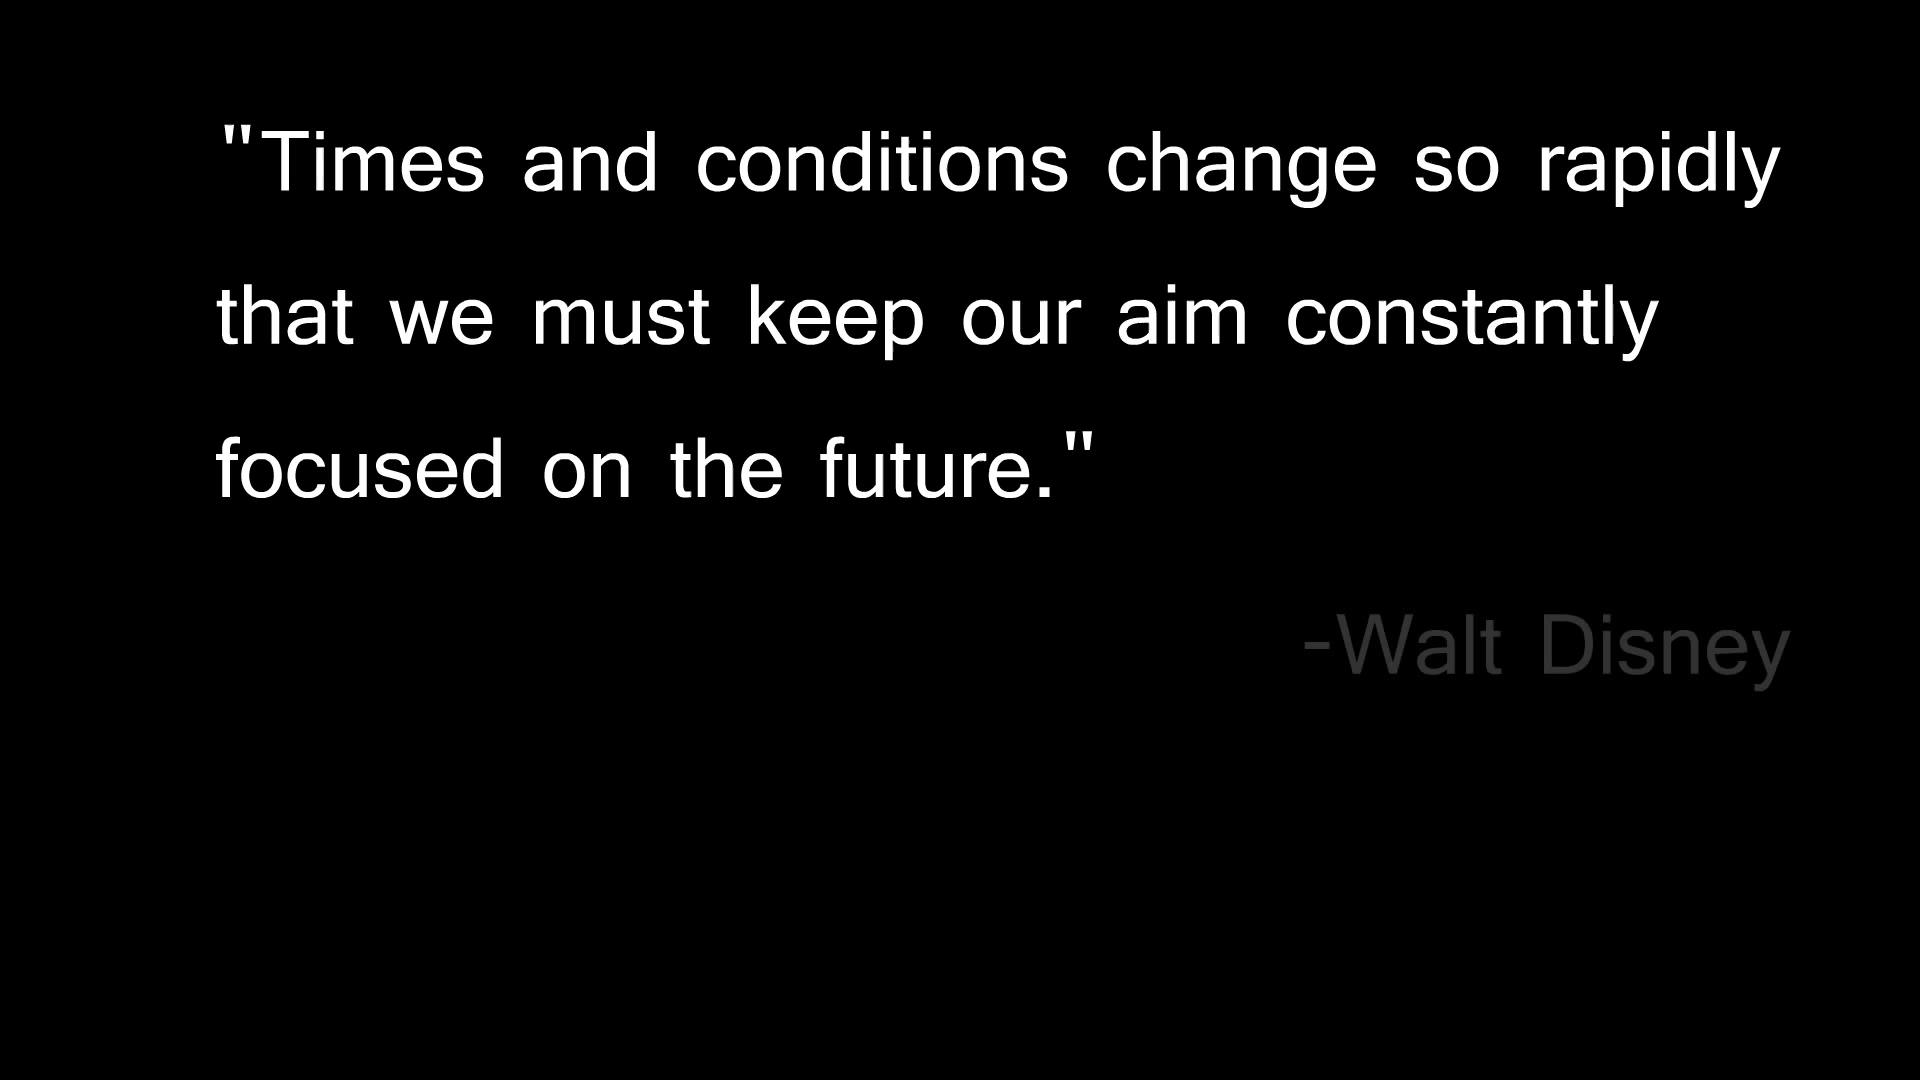 "Times and conditions change so rapidly
that we must keep our aim constantly
focused on the future."
-Walt Disney